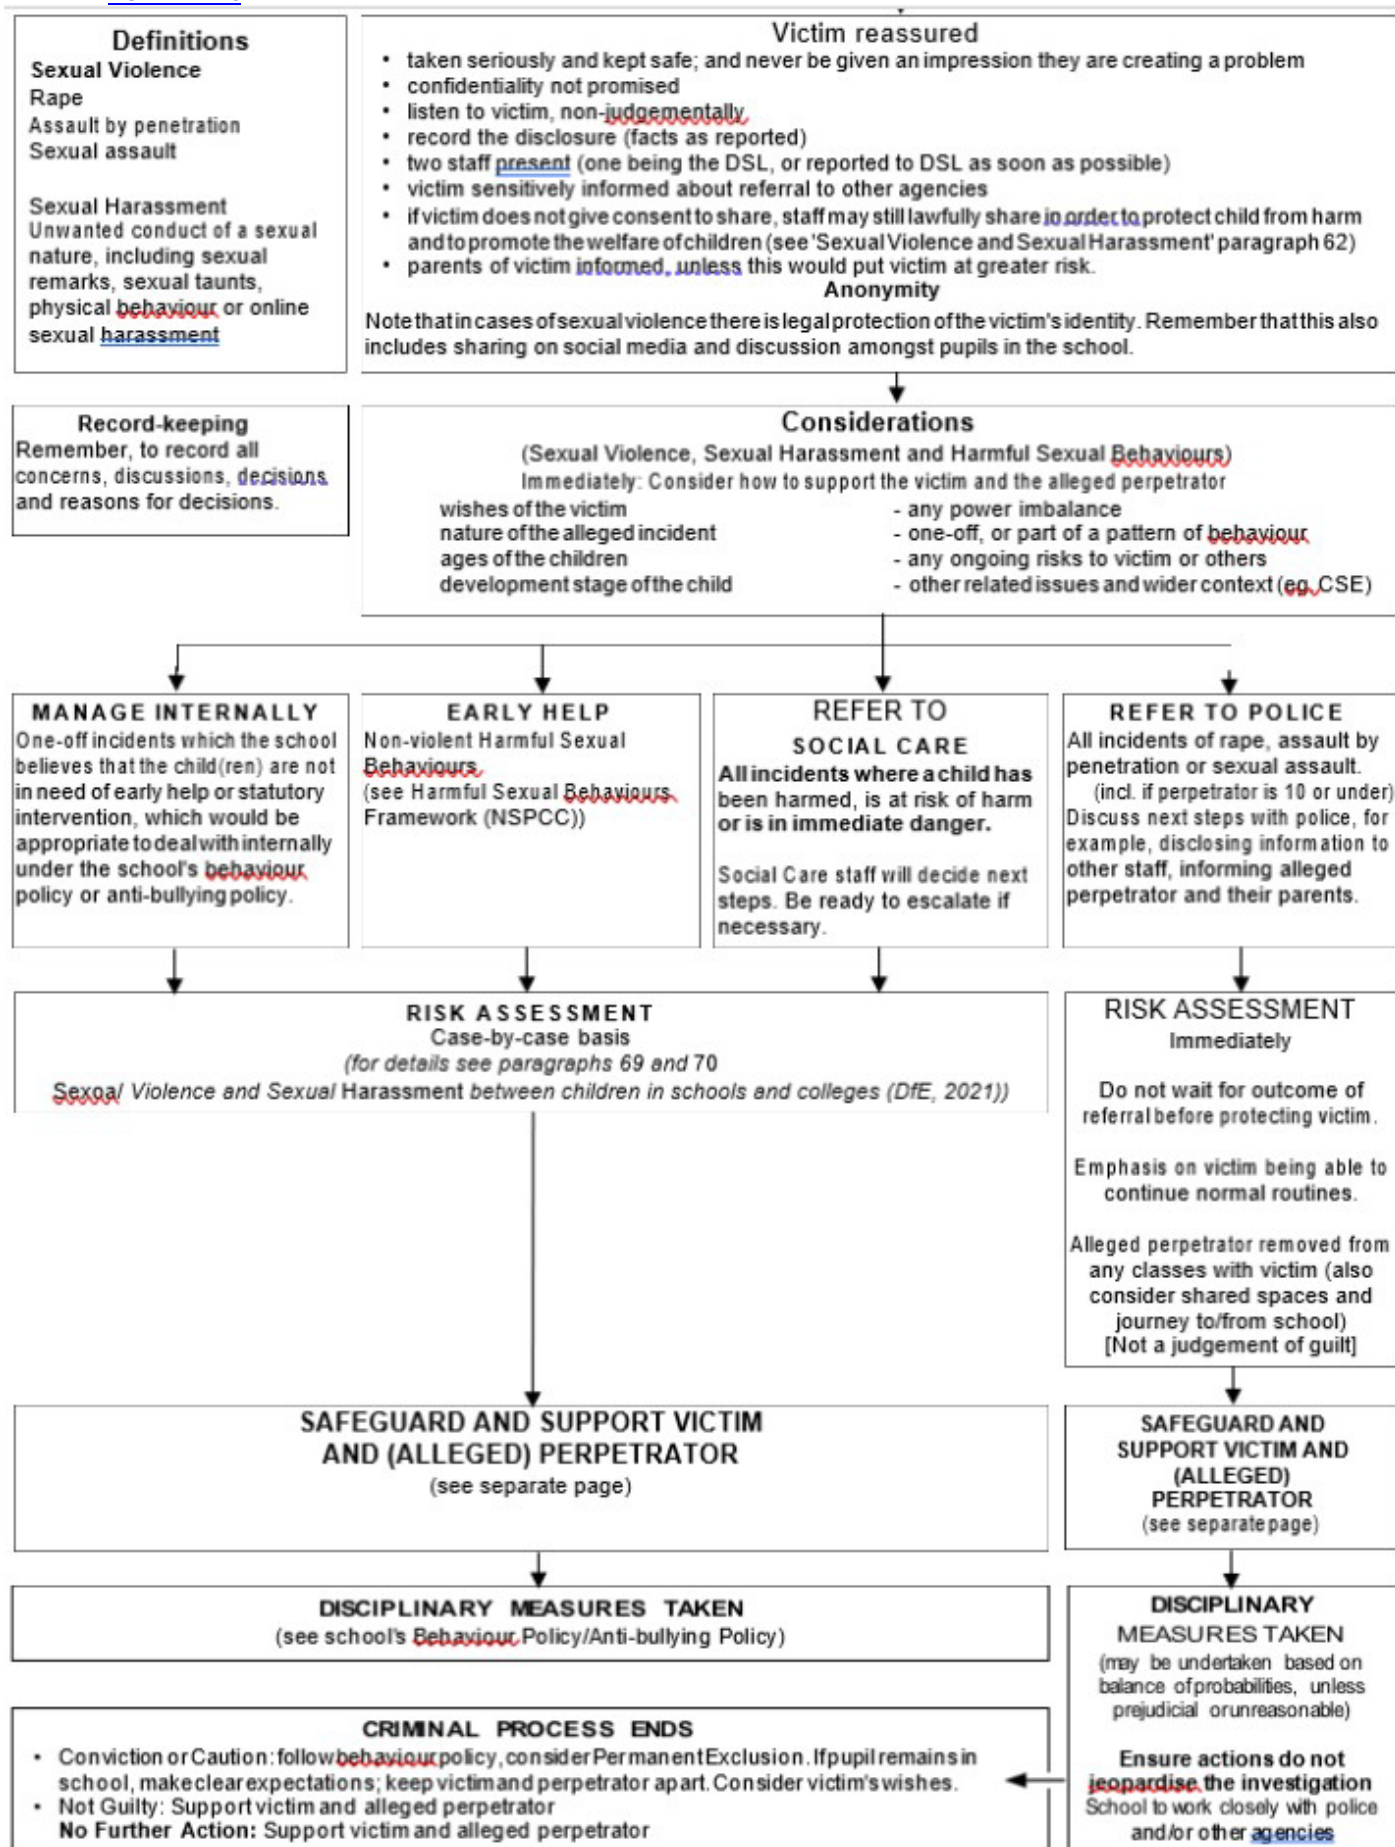 Definitions
Sexual Violence
Rape
Assault by penetration
Sexual assault
Sexual Harassment
Unwanted conduct of a sexual
nature, including sexual
remarks, sexual taunts,
physical behaviour or online
sexual harassment
Victim reassured
• taken seriously and kept safe; and never be given an impression they are creating a problem
• confidentiality not promised
• listen to victim, non-judgementally
• record the disclosure (facts as reported)
• two staff present (one being the DSL, or reported to DSL as soon as possible)
• victim sensitively informed about referral to other agencies
• if victim does not give consent to share, staff may still lawfully share in order to protect child from harm
and to promote the welfare of children (see 'Sexual Violence and Sexual Harassment' paragraph 62)
• parents of victim informed, unless this would put victim at greater risk.
Anonymity
Note that in cases of sexual violence there is legal protection of the victim's identity. Remember that this also
includes sharing on social media and discussion amongst pupils in the school.
Record-keeping
Remember, to record all
concerns, discussions, decisions
and reasons for decisions.
Considerations
(Sexual Violence, Sexual Harassment and Harmful Sexual Behaviours)
Immediately: Consider how to support the victim and the alleged perpetrator
wishes of the victim - any power imbalance
nature of the alleged incident - one-off, or part of a pattern of behaviour
ages of the children - any ongoing risks to victim or others
development stage of the child - other related issues and wider context (eg. CSE)
MANAGE INTERNALLY
One-off incidents which the school
believes that the child(ren) are not
in need of early help or statutory
intervention, which would be
appropriate to deal with internally
under the school's behaviour
policy or anti-bullying policy.
EARLY HELP
Non-violent Harmful Sexual
Behaviours
(see Harmful Sexual Behaviours
Framework (NSPCC))
REFER TO
SOCIAL CARE
All incidents where a child has
been harmed, is at risk of harm
or is in immediate danger.
Social Care staff will decide next
steps. Be ready to escalate if
necessary.
REFER TO POLICE
All incidents of rape, assault by
penetration or sexual assault.
(incl. if perpetrator is 10 or under)
Discuss next steps with police, for
example, disclosing information to
other staff, informing alleged
perpetrator and their parents.
RISK ASSESSMENT
Case-by-case basis
(for details see paragraphs 69 and 70
Sexoal Violence and Sexual Harassment between children in schools and colleges (DfE, 2021))
RISK ASSESSMENT
Immediately
Do not wait for outcome of
referral before protecting victim.
Emphasis on victim being able to
continue normal routines.
Alleged perpetrator removed from
any classes with victim (also
consider shared spaces and
journey to/from school)
[Not a judgement of guilt]
SAFEGUARD AND SUPPORT VICTIM
AND (ALLEGED) PERPETRATOR
(see separate page)
SAFEGUARD AND
SUPPORT VICTIM AND
(ALLEGED)
PERPETRATOR
(see separate page)
DISCIPLINARY MEASURES TAKEN
(see school's Behaviour Policy/Anti-bullying Policy)
DISCIPLINARY
MEASURES TAKEN
(may be undertaken based on
balance of probabilities, unless
prejudicial or unreasonable)
Ensure actions do not
jeopardise the investigation
School to work closely with police
and/or other agencies
CRIMINAL PROCESS ENDS
• Conviction or Caution: follow behaviour policy, consider Permanent Exclusion. If pupil remains in
school, make clear expectations; keep victim and perpetrator apart. Consider victim's wishes.
• Not Guilty: Support victim and alleged perpetrator
No Further Action: Support victim and alleged perpetrator